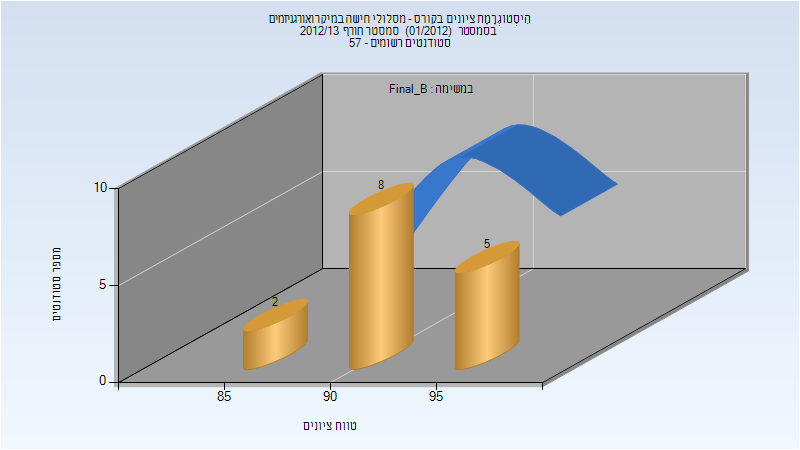 היסטוגרמת ציונים בקורס - מסלולי חישה במיקרואורגניזמים
בסמסטר (01/2012) סמסטר חורף 2012/13
סטודנטים רשומים - 57
במשימה : Final_B
10
5
0
8
5
2
85
90
95
מספר סטודנטים
טווח ציונים